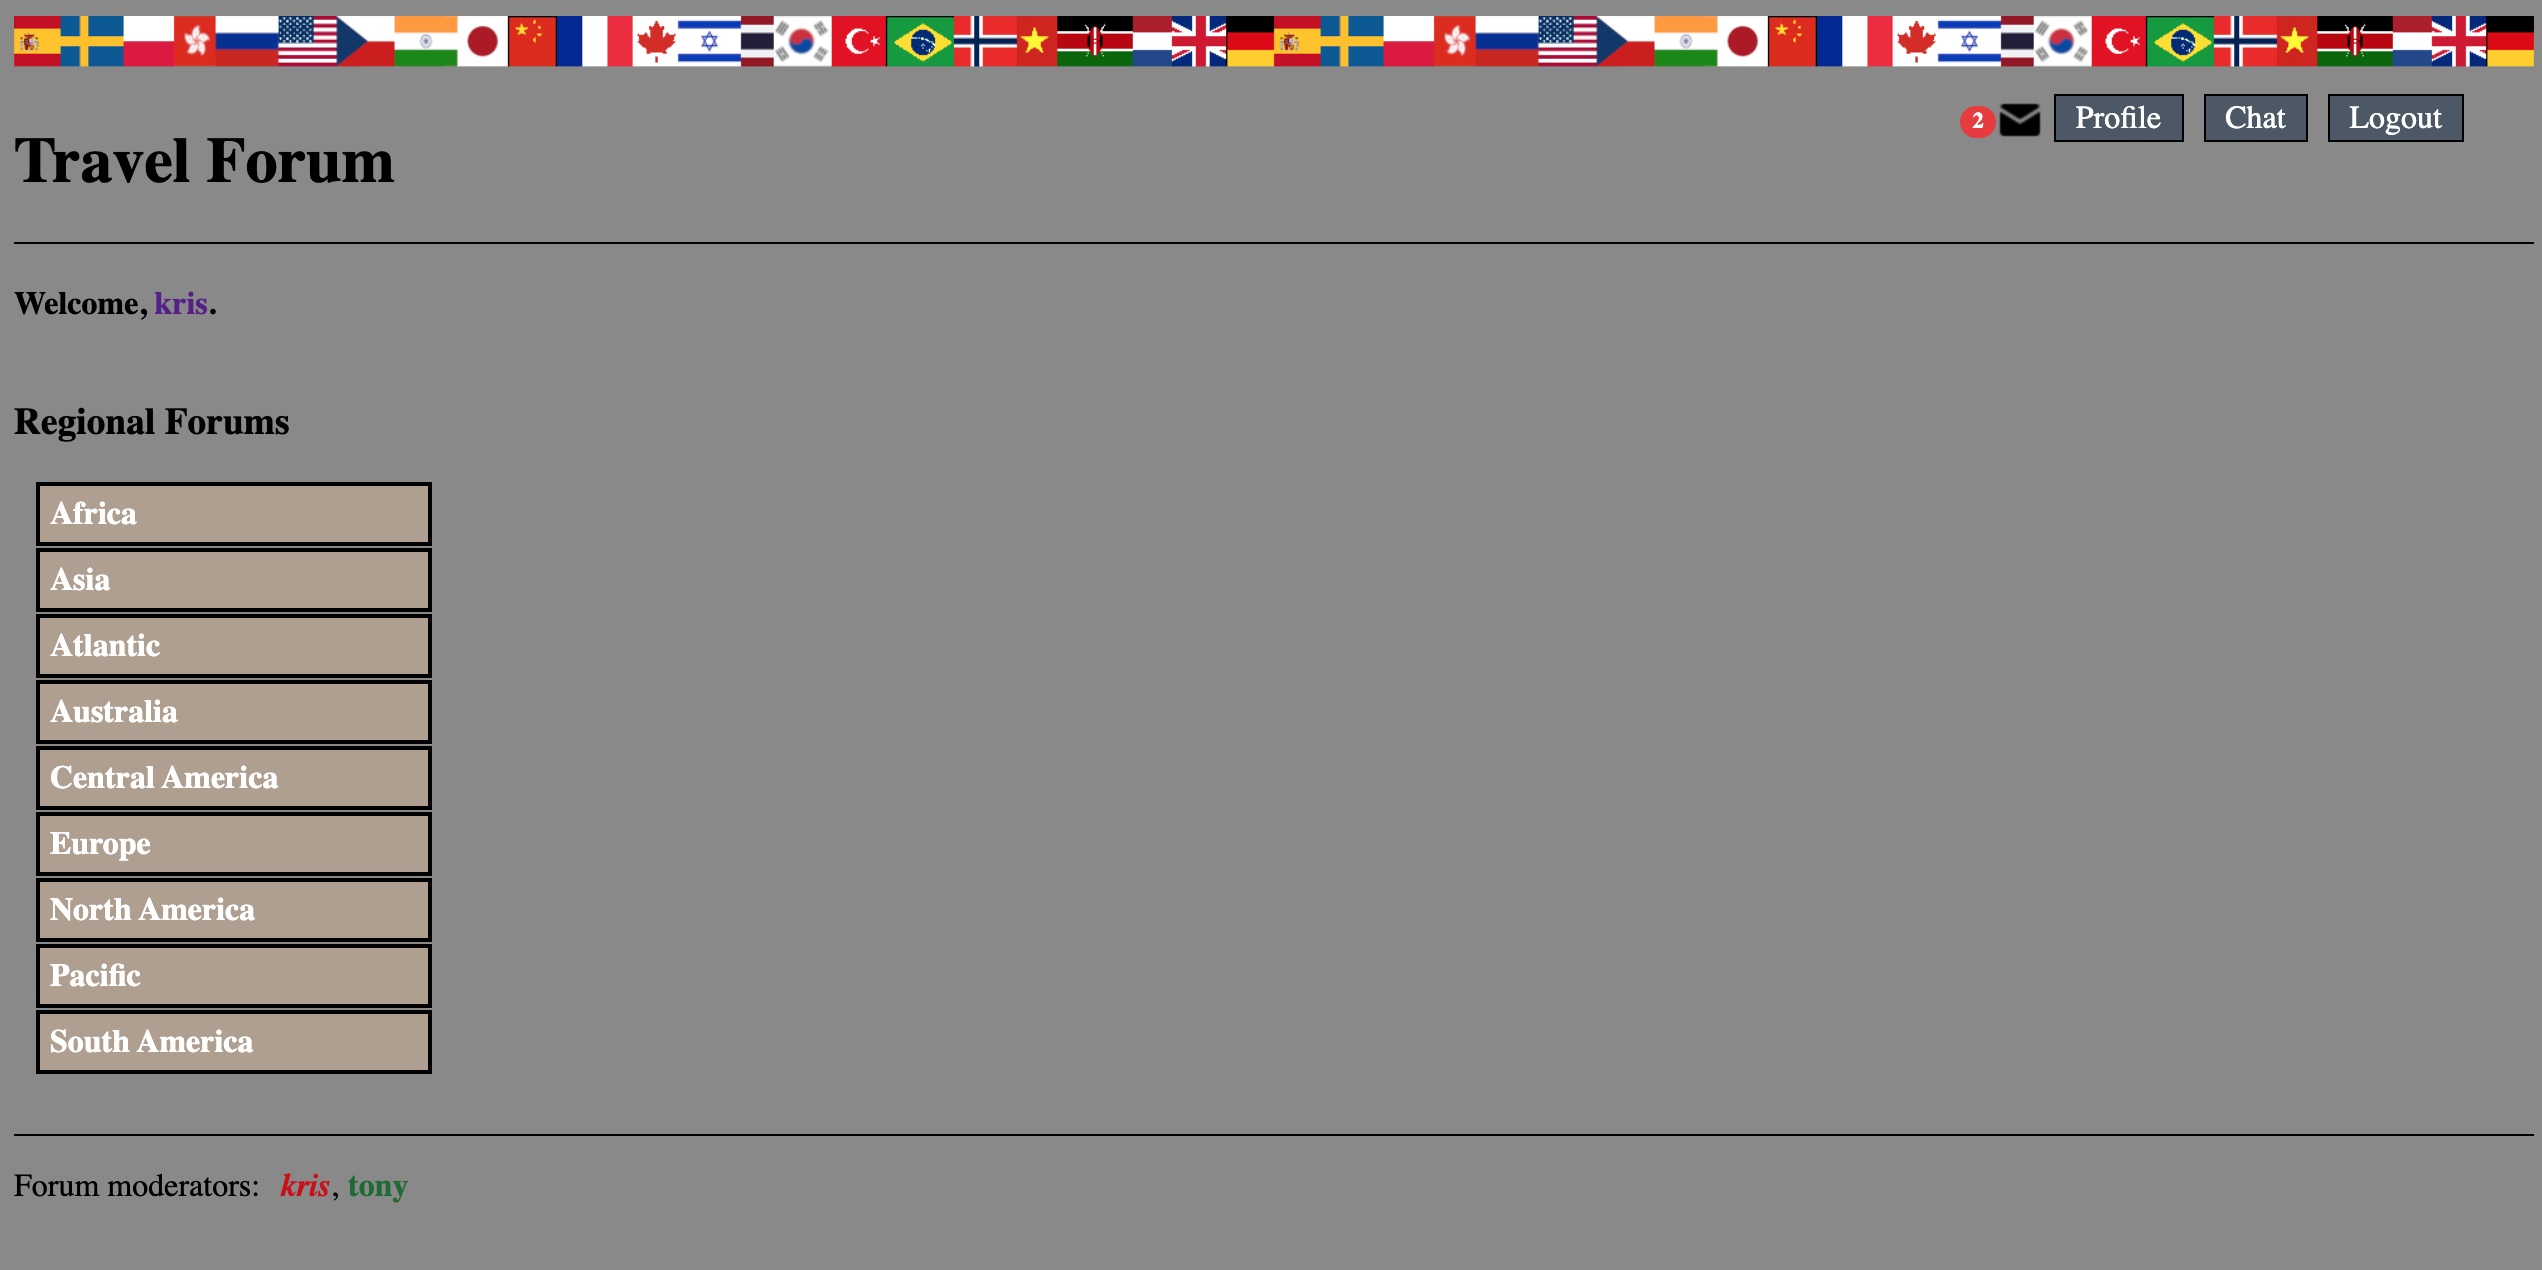 2
Profile
Chat
Logout
Travel Forum
Welcome, kris.
Regional Forums
Africa
Asia
Atlantic
Australia
Central America
Europe
North America
Pacific
South America
Forum moderators: kris, tony